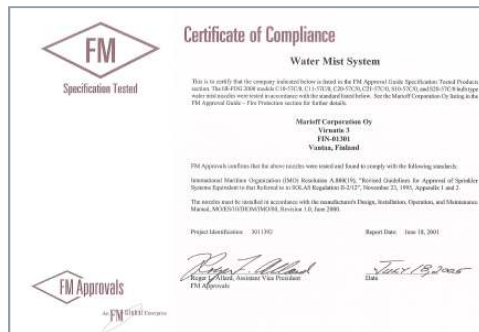 FM
Specification Tested
Certificate of Compliance
Water Mist System
This is to certify that the company indicated below is listed in the FM Approval Guide Specification Tested Products
section. The
water mist nozzles were tested in accordance with the standard listed below. See the Marioff Corporation Oy listing in the
FM Approval Guide – Fire Protection section for further details.
Marioff Corporation Oy
Virnatie 3
FIN-01301
Vantaa, Finland
FM Approvals confirms that the above nozzles were tested and found to comply with the following standards:
International Maritime Organization (IMO) Resolution A.800(19), "Revised Guidelines for Approval of Sprinkler
Systems Equivalent to that Referred to in SOLAS Regulation II-2/12", November 23, 1995, Appendix 1 and 2.
The nozzles must be installed in accordance with the manufacturer's Design, Installation, Operation, and Maintenance
Manual, Revision 1.0, June 2000.
Project Identification: 3011392
Report Date: June 18, 2001
July 18, 2005
Roger L. Allard, Assistant Vice President
Date
FM Approvals
FM Approvals
An FM Global Enterprise